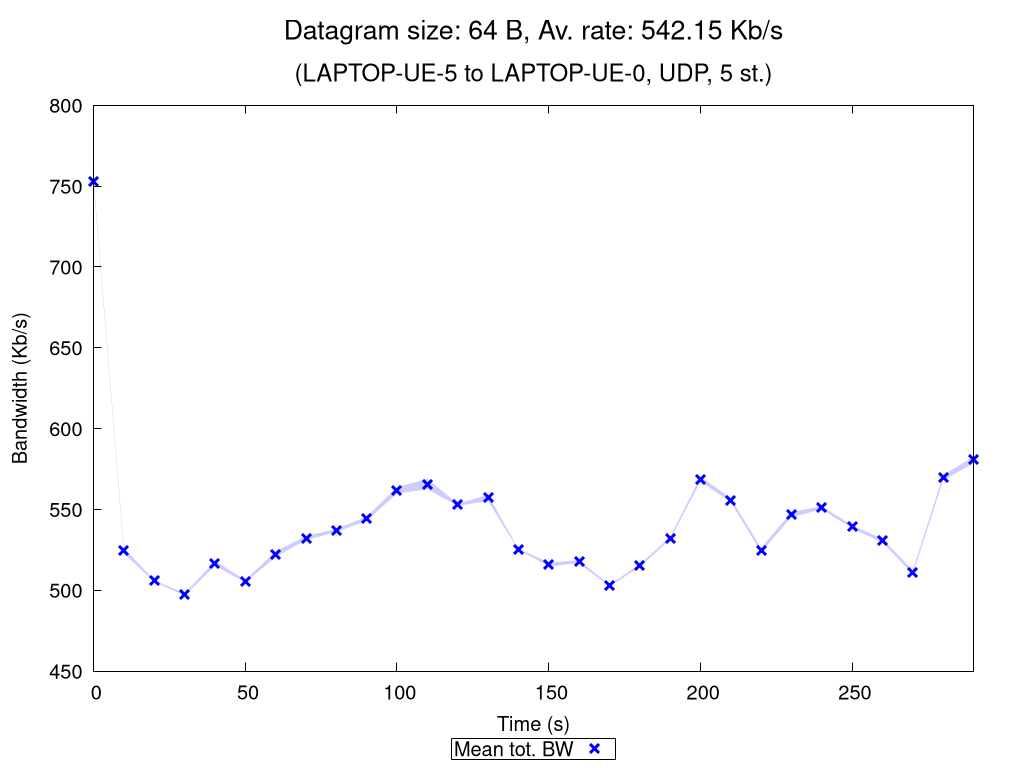 Datagram size: 64 B, Av. rate: 542.15 Kb/s
(LAPTOP-UE-5 to LAPTOP-UE-0, UDP, 5 st.)
800
750
700
650
600
550
500
450
Bandwidth (Kb/s)
0 50 100 150 200 250
Time (s)
Mean tot. BW